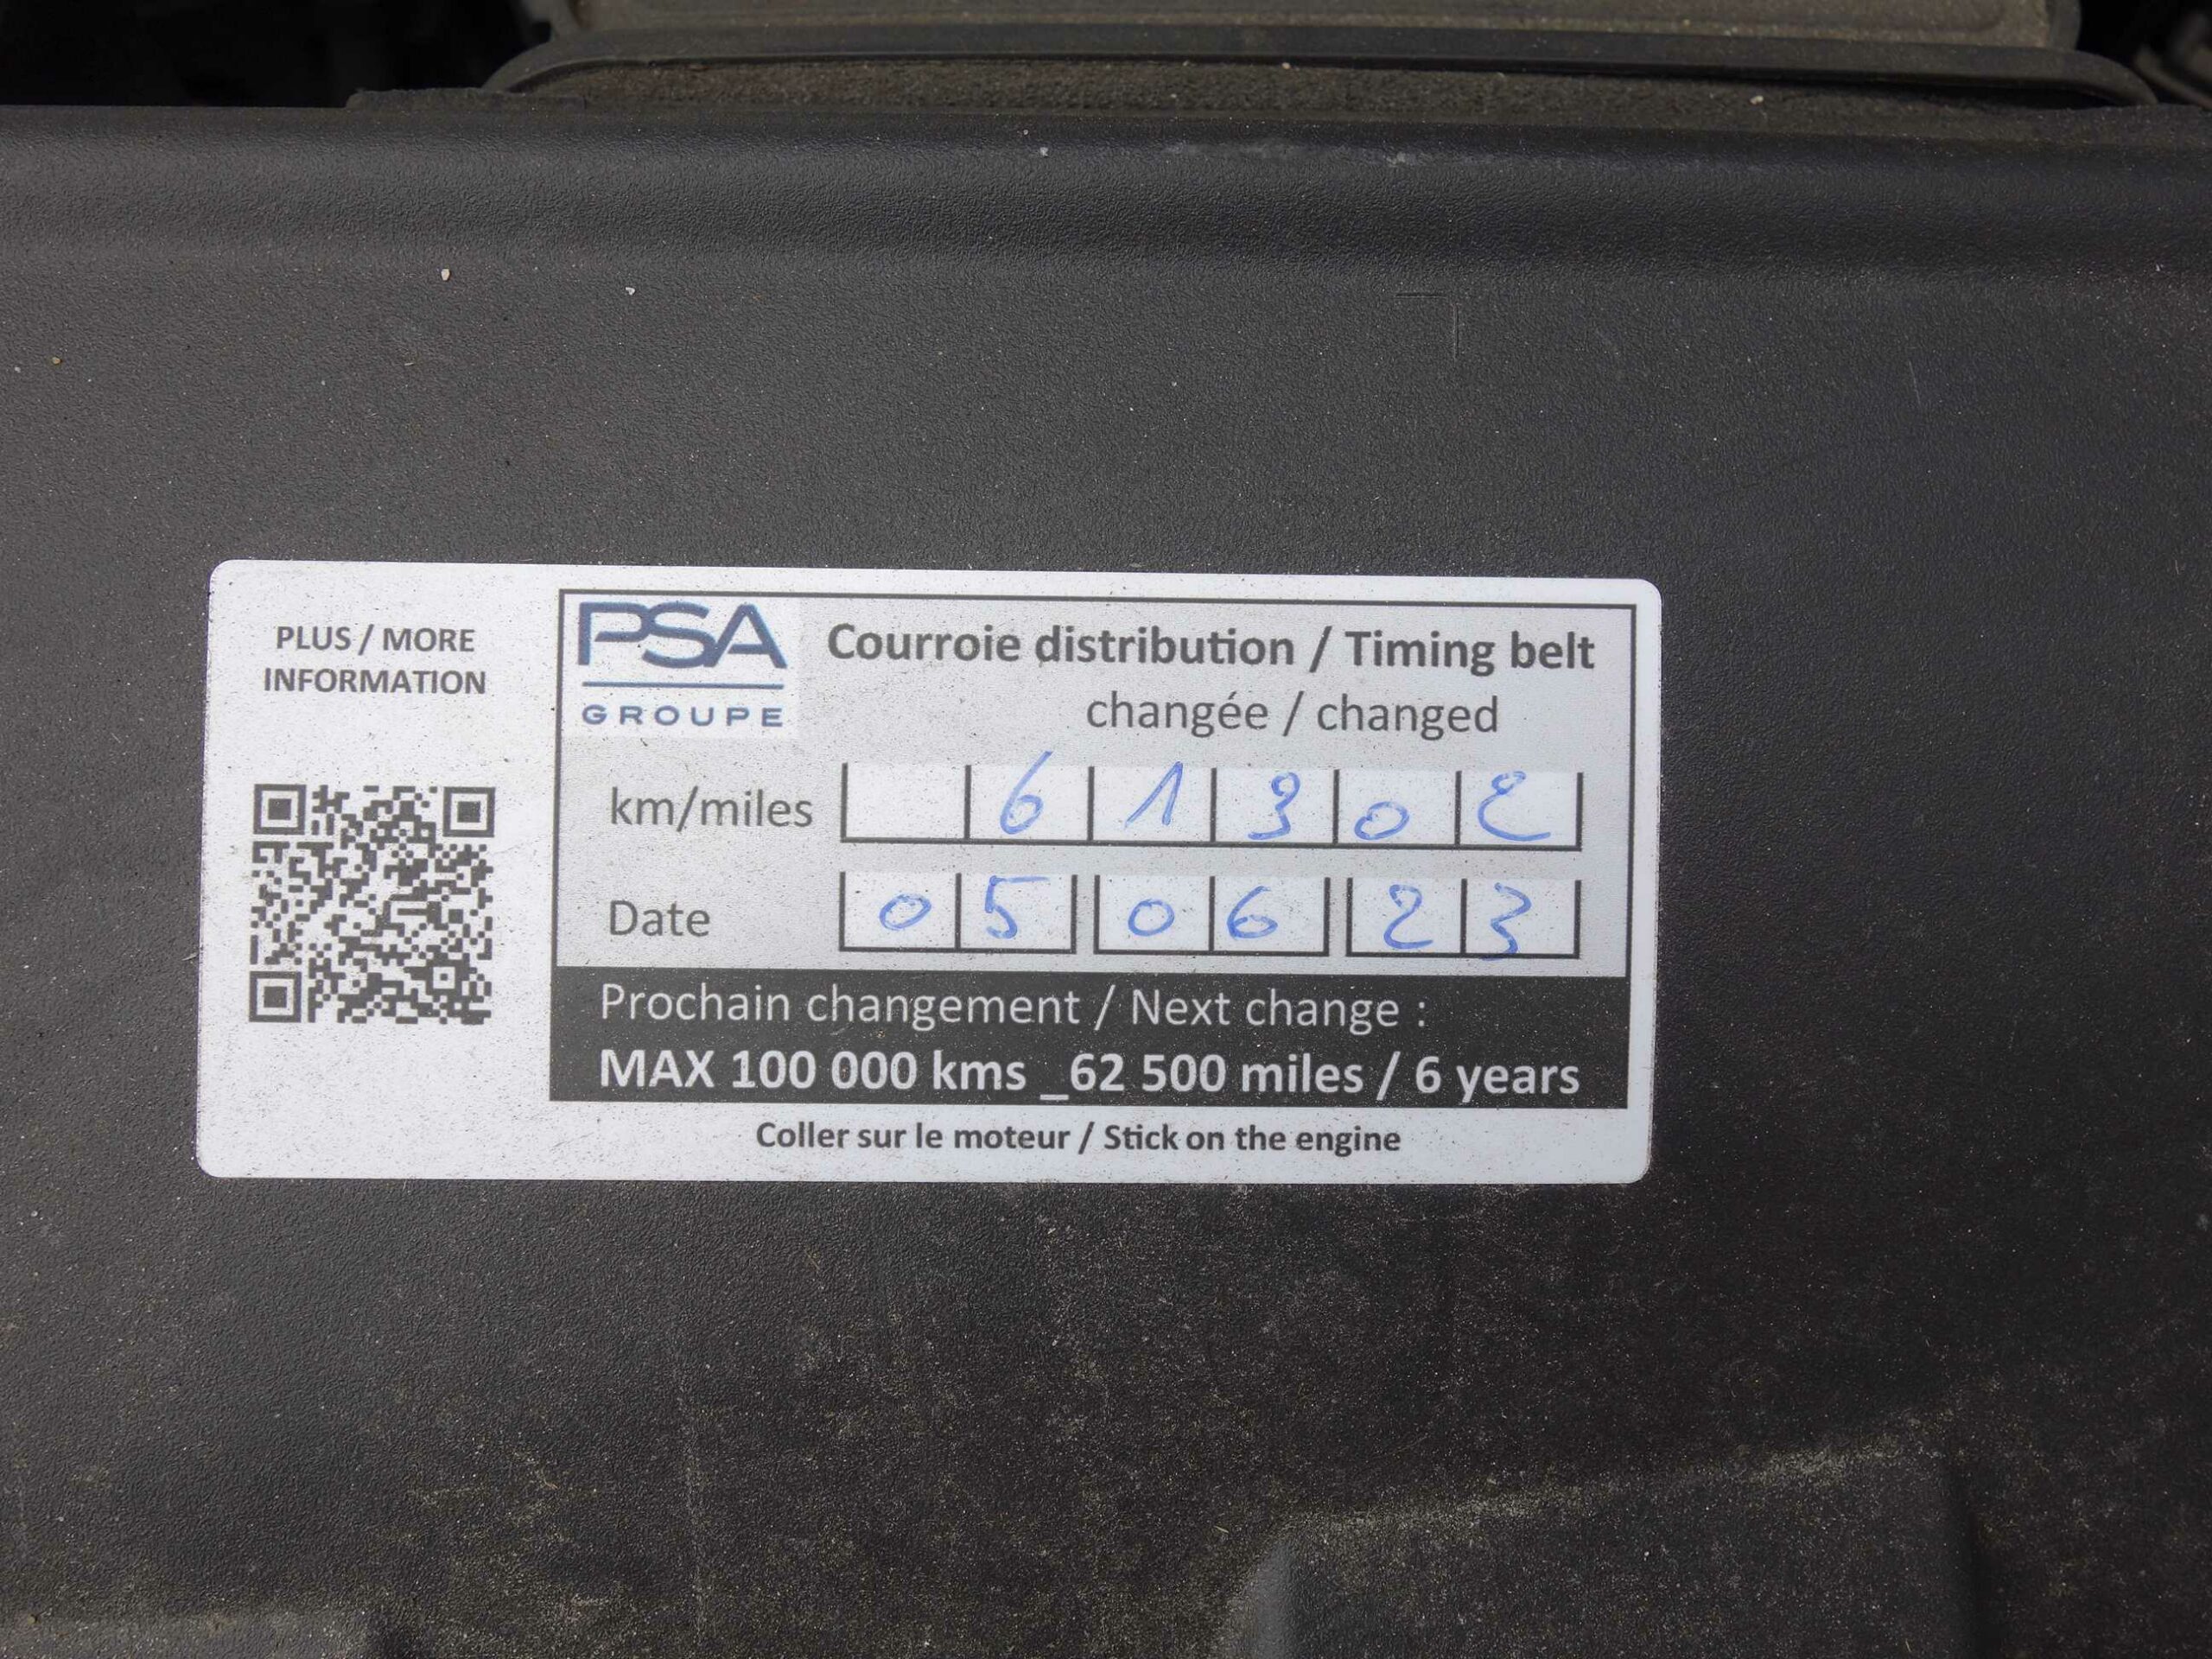 PLUS / MORE
INFORMATION
PSA
GROUPE
Courroie distribution / Timing belt
changée / changed
km/miles 6 1 3 0 2
Date 0 5 0 6 2 3
Prochain changement / Next change :
MAX 100 000 kms _62 500 miles / 6 years
Coller sur le moteur / Stick on the engine